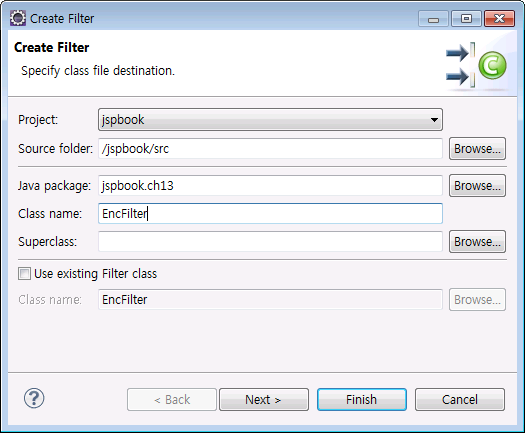 Create Filter
Create Filter
Specify class file destination.
C
Project: jspbook
Source folder: /jspbook/src Browse...
Java package: jspbook.ch13 Browse...
Class name: EncFilter
Superclass: Browse...
Use existing Filter class
Class name: EncFilter Browse...
? < Back Next > Finish Cancel